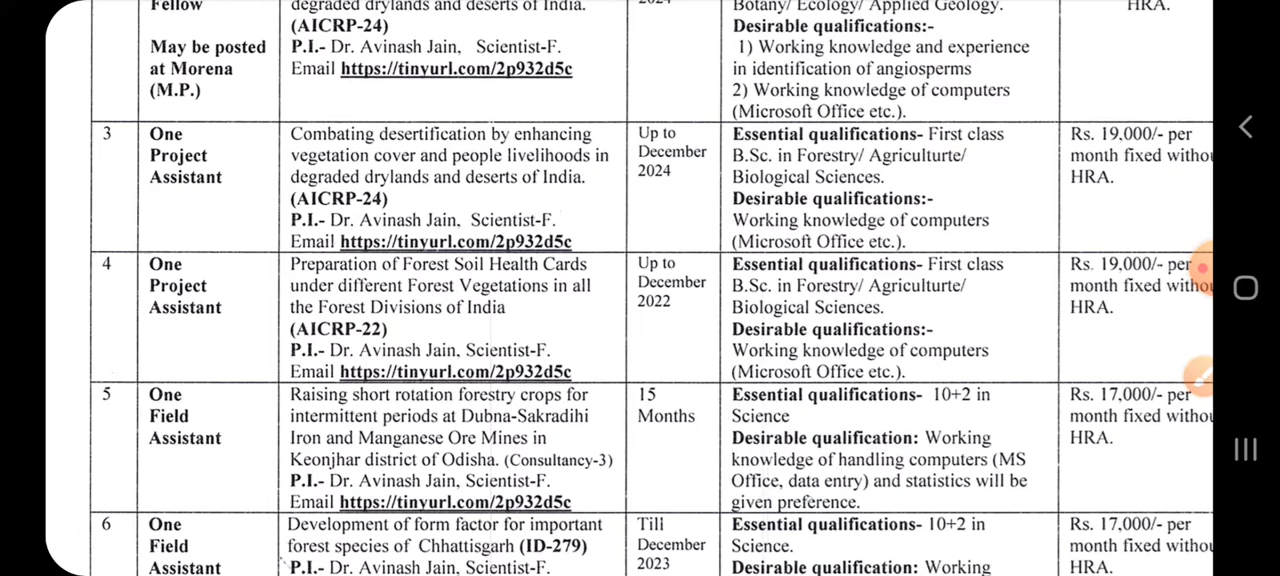 Fellow
May be posted
at Morena
(M.P.)
degraded drylands and deserts of India.
(AICRP-24)
P.I.- Dr. Avinash Jain, Scientist-F.
Email https://tinyurl.com/2p932d5c
2024
Botany/ Ecology/ Applied Geology.
Desirable qualifications:-
1) Working knowledge and experience
in identification of angiosperms
2) Working knowledge of computers
(Microsoft Office etc.).
HRA.
3
One
Project
Assistant
Combating desertification by enhancing
vegetation cover and people livelihoods in
degraded drylands and deserts of India.
(AICRP-24)
P.I.- Dr. Avinash Jain, Scientist-F.
Email https://tinyurl.com/2p932d5c
Up to
December
2024
Essential qualifications- First class
B.Sc. in Forestry/ Agriculturte/
Biological Sciences.
Desirable qualifications:-
Working knowledge of computers
(Microsoft Office etc.).
Rs. 19,000/- per
month fixed withou
HRA.
4
One
Project
Assistant
Preparation of Forest Soil Health Cards
under different Forest Vegetations in all
the Forest Divisions of India
(AICRP-22)
P.I.- Dr. Avinash Jain, Scientist-F.
Email https://tinyurl.com/2p932d5c
Up to
December
2022
Essential qualifications- First class
B.Sc. in Forestry/ Agriculturte/
Biological Sciences.
Desirable qualifications:-
Working knowledge of computers
(Microsoft Office etc.).
Rs. 19,000/- per
month fixed withou
HRA.
5
One
Field
Assistant
Raising short rotation forestry crops for
intermittent periods at Dubna-Sakradihi
Iron and Manganese Ore Mines in
Keonjhar district of Odisha. (Consultancy-3)
P.I.- Dr. Avinash Jain, Scientist-F.
Email https://tinyurl.com/2p932d5c
15
Months
Essential qualifications- 10+2 in
Science
Desirable qualification: Working
knowledge of handling computers (MS
Office, data entry) and statistics will be
given preference.
Rs. 17,000/- per
month fixed withou
HRA.
6
One
Field
Assistant
Development of form factor for important
forest species of Chhattisgarh (ID-279)
P.I.- Dr. Avinash Jain, Scientist-F.
Till
December
2023
Essential qualifications- 10+2 in
Science.
Desirable qualification: Working
Rs. 17,000/- per
month fixed withou
HRA.